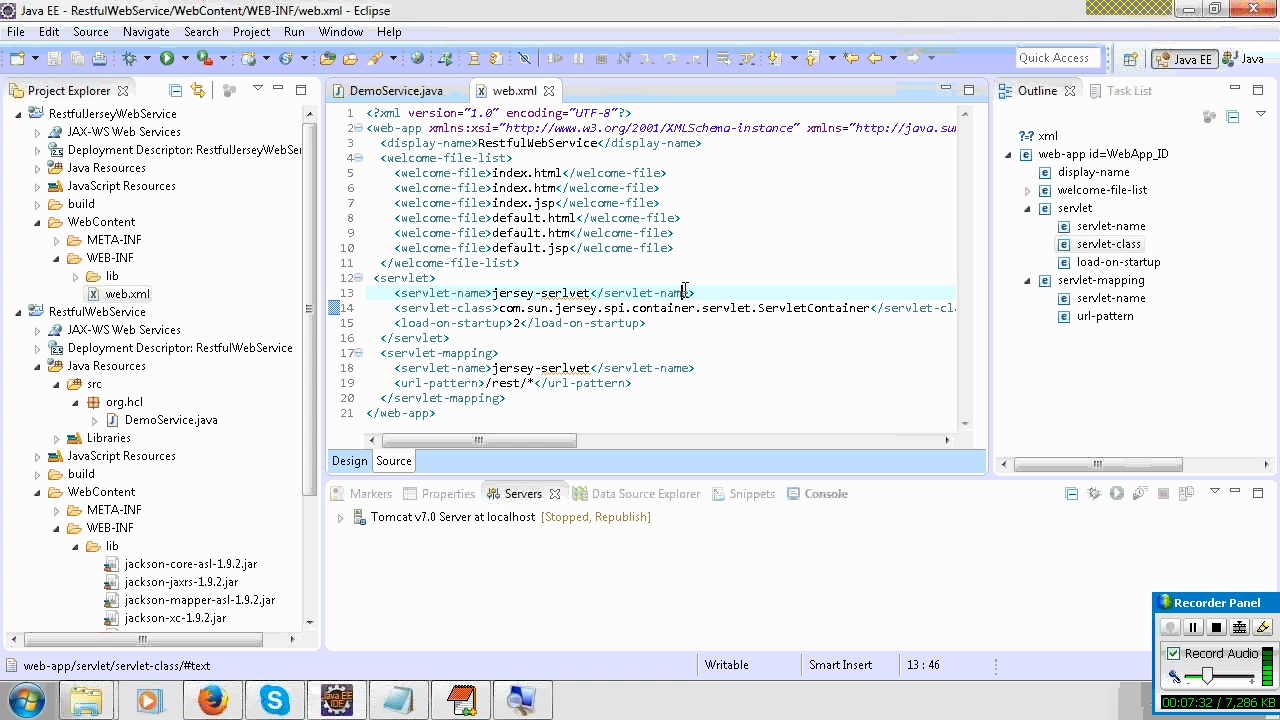 Java EE - RestfulWebService/WebContent/WEB-INF/web.xml - Eclipse
File Edit Source Navigate Search Project Run Window Help
Quick Access
Java EE
Java
Project Explorer
RestfulJerseyWebService
JAX-WS Web Services
Deployment Descriptor: RestfulJerseyWebSer
Java Resources
JavaScript Resources
build
WebContent
META-INF
WEB-INF
lib
web.xml
RestfulWebService
JAX-WS Web Services
Deployment Descriptor: RestfulWebService
Java Resources
src
org.hcl
DemoService.java
Libraries
JavaScript Resources
build
WebContent
META-INF
WEB-INF
lib
jackson-core-asl-1.9.2.jar
jackson-jaxrs-1.9.2.jar
jackson-mapper-asl-1.9.2.jar
jackson-xc-1.9.2.jar
DemoService.java
web.xml
1 <?xml version="1.0" encoding="UTF-8"?>
2 <web-app xmlns:xsi="http://www.w3.org/2001/XMLSchema-instance" xmlns="http://java.su
3 <display-name>RestfulWebService</display-name>
4 <welcome-file-list>
5 <welcome-file>index.html</welcome-file>
6 <welcome-file>index.htm</welcome-file>
7 <welcome-file>index.jsp</welcome-file>
8 <welcome-file>default.html</welcome-file>
9 <welcome-file>default.htm</welcome-file>
10 <welcome-file>default.jsp</welcome-file>
11 </welcome-file-list>
12 <servlet>
13 <servlet-name>jersey-serlvet</servlet-name>
14 <servlet-class>com.sun.jersey.spi.container.servlet.ServletContainer</servlet-cl
15 <load-on-startup>2</load-on-startup>
16 </servlet>
17 <servlet-mapping>
18 <servlet-name>jersey-serlvet</servlet-name>
19 <url-pattern>/rest/*</url-pattern>
20 </servlet-mapping>
21 </web-app>
Design
Source
Outline
Task List
xml
web-app id=WebApp_ID
display-name
welcome-file-list
servlet
servlet-name
servlet-class
load-on-startup
servlet-mapping
servlet-name
url-pattern
Markers
Properties
Servers
Data Source Explorer
Snippets
Console
Tomcat v7.0 Server at localhost [Stopped, Republish]
web-app/servlet/servlet-class/#text
Writable
Smart Insert
13 : 46
Java EE
IDE
Recorder Panel
Record Audio
- +
00:07:32 / 7,286 KB